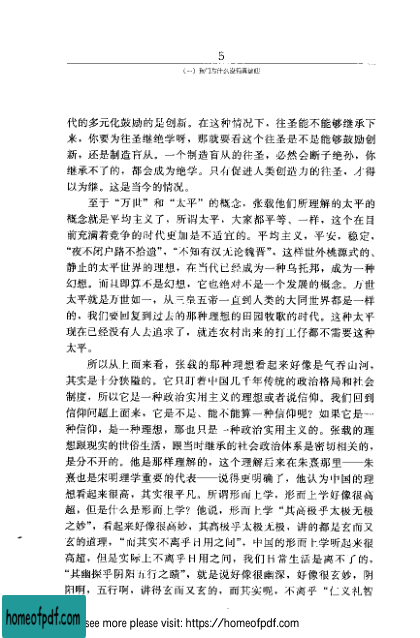 5
(一) 我们为什么没有真信仰
代的多元化鼓励的是创新。在这种情况下，往圣能不能够继承下
来，你要为往圣继绝学呀，那就要看这个往圣是不是能够鼓励创
新，还是制造盲从。一个制造盲从的往圣，必然会断子绝孙，你
继承不了的，都会成为绝学。只有促进人类创造力的往圣，才得
以为继。这是当今的情况。
至于“万世”和“太平”的概念，张载他们所理解的太平的
概念就是平均主义了，所谓太平，大家都平等、一样，这个在目
前充满着竞争的时代更加是不适宜的。平均主义，平安，稳定，
“夜不闭户路不拾遗”，“不知有汉无论魏晋”，这样世外桃源式的、
静止的太平世界的理想，在当代已经成为一种乌托邦，成为一种
幻想。而且即算不是幻想，它也绝对不是一个发展的概念。万世
太平就是万世如一，从三皇五帝一直到人类的大同世界都是一样
的，我们要回复到过去的那种理想的田园牧歌的时代。这种太平
现在已经没有人去追求了，就连农村出来的打工仔都不需要这种
太平。
所以从上面来看，张载的那种理想看起来好像是气吞山河，
其实是十分狭隘的。它只盯着中国几千年传统的政治格局和社会
制度，所以它是一种政治实用主义的理想或者说信仰。我们回到
信仰问题上面来，它是不是、能不能算一种信仰呢？如果它是一
种信仰，是一种理想，那也只是一种政治实用主义的。张载的理
想跟现实的世俗生活，跟当时继承的社会政治体系是密切相关的，
是分不开的。他是那样理解的，这个理解后来在朱熹那里——朱
熹也是宋明理学重要的代表——说得更明确了，他认为中国的理
想看起来很高，其实很平凡。所谓形而上学，形而上学好像很高
超，但是什么是形而上学？他说，形而上学“其高极乎太极无极
之妙”，看起来好像很高妙，其高极乎太极无极，讲的都是玄而又
玄的道理，“而其实不离乎日用之间”，中国的形而上学听起来很
高超，但是实际上不离乎日用之间，我们日常生活是离不了的，
“其幽探乎阴阳五行之赜”，就是说好像很幽深，好像很玄妙，阴
阳啊，五行啊，讲得玄而又玄的，而其实呢，不离乎“仁义礼智
homeofpdf.com
see more please visit: https://homeofpdf.com